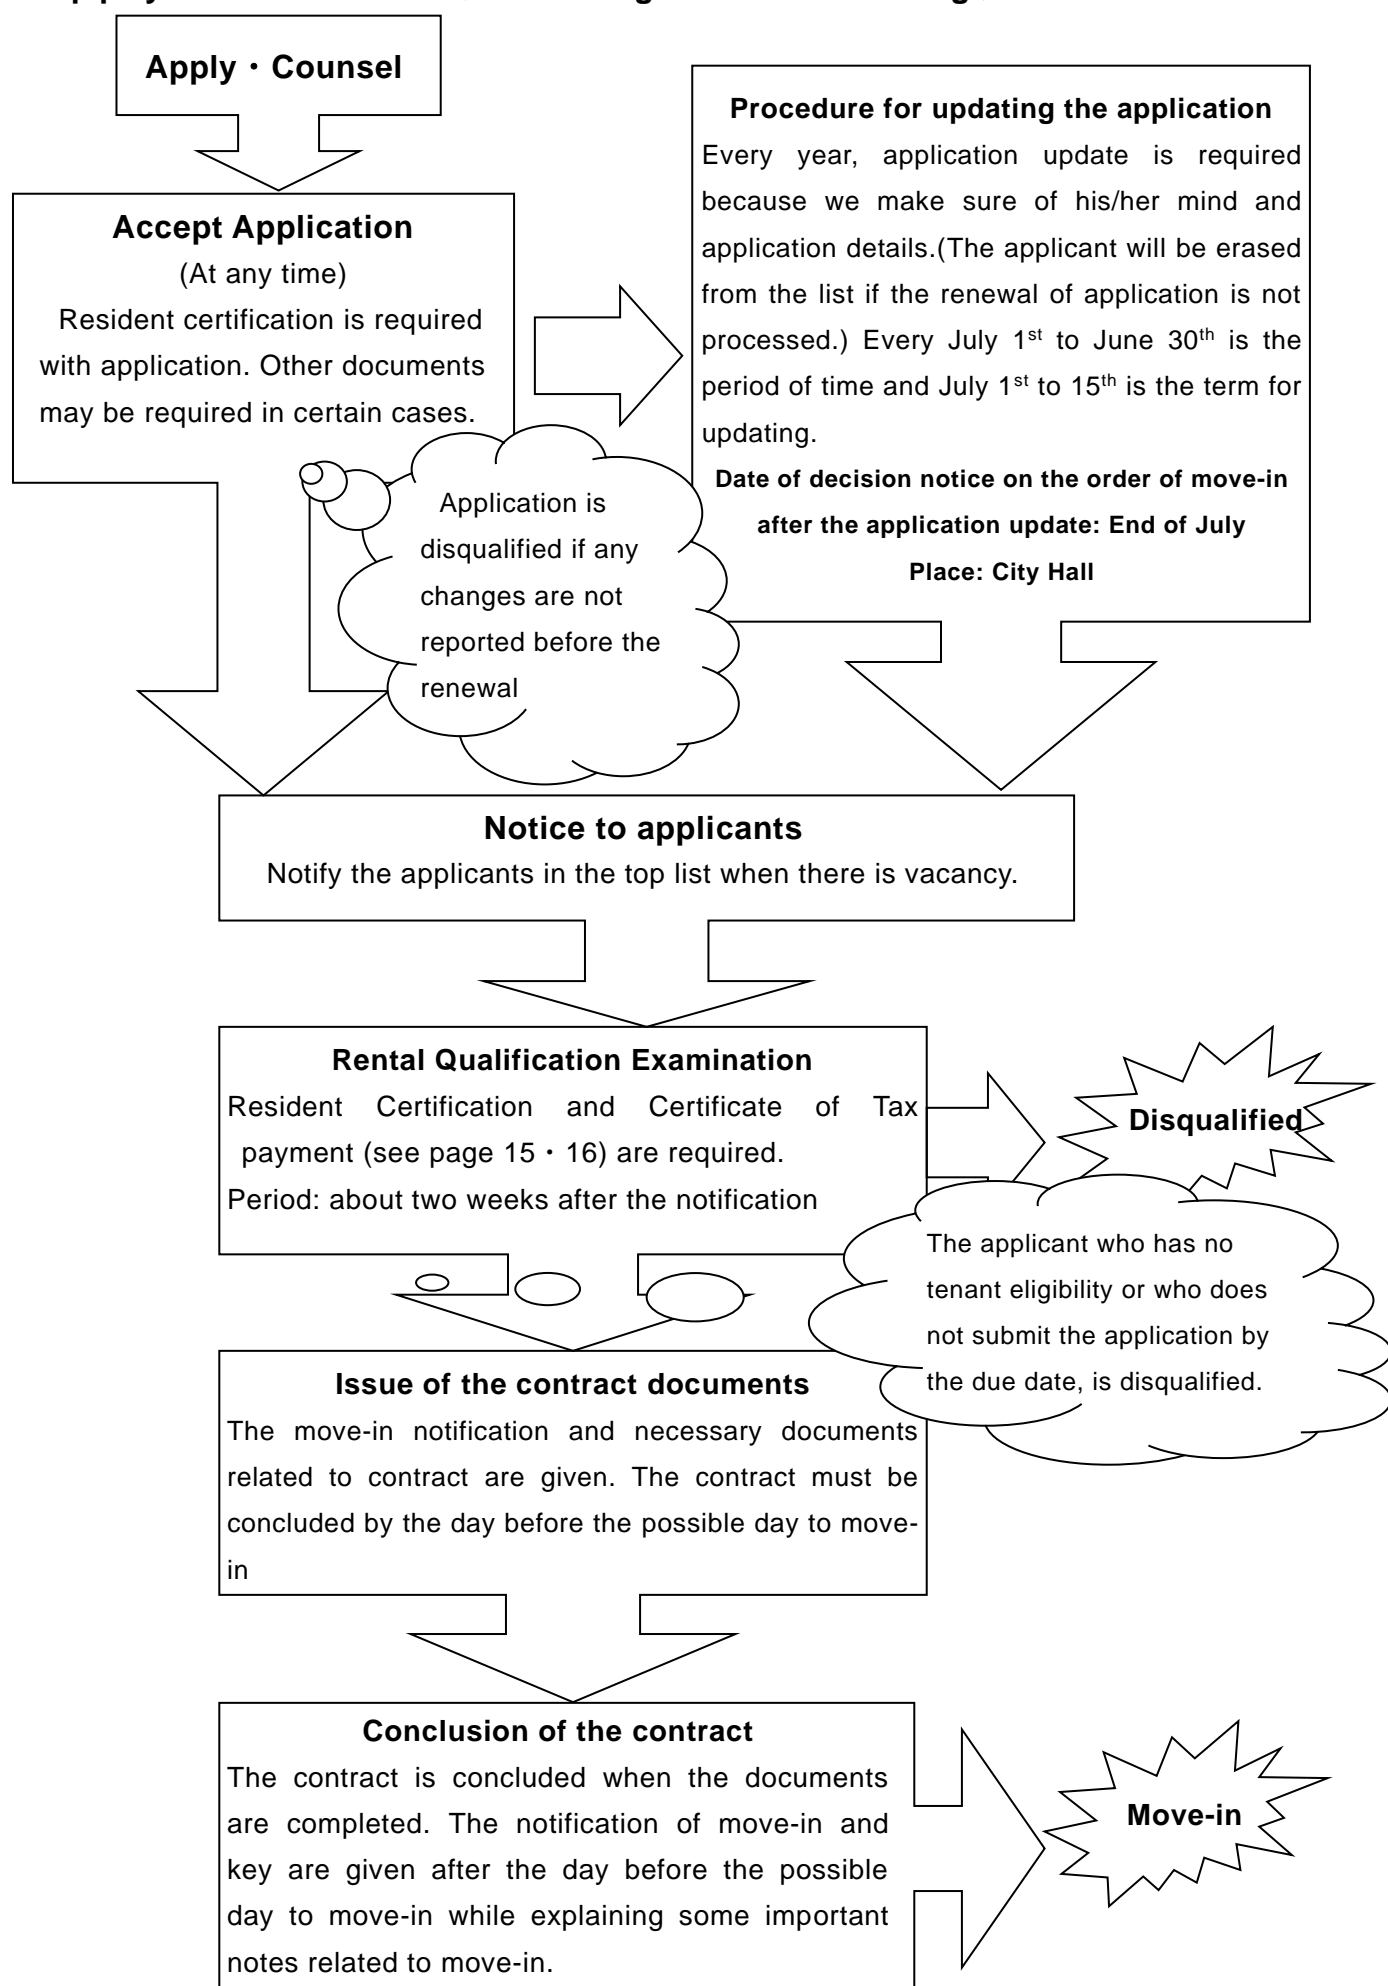 Apply・Counsel
Accept Application
(At any time)
Resident certification is required
with application. Other documents
may be required in certain cases.
Procedure for updating the application
Every year, application update is required
because we make sure of his/her mind and
application details.(The applicant will be erased
from the list if the renewal of application is not
processed.) Every July 1st to June 30th is the
period of time and July 1st to 15th is the term for
updating.
Date of decision notice on the order of move-in
after the application update: End of July
Place: City Hall
Application is
disqualified if any
changes are not
reported before the
renewal
Notice to applicants
Notify the applicants in the top list when there is vacancy.
Rental Qualification Examination
Resident Certification and Certificate of Tax
payment (see page 15・16) are required.
Period: about two weeks after the notification
Disqualified
The applicant who has no
tenant eligibility or who does
not submit the application by
the due date, is disqualified.
Issue of the contract documents
The move-in notification and necessary documents
related to contract are given. The contract must be
concluded by the day before the possible day to move-
in
Conclusion of the contract
The contract is concluded when the documents
are completed. The notification of move-in and
key are given after the day before the possible
day to move-in while explaining some important
notes related to move-in.
Move-in